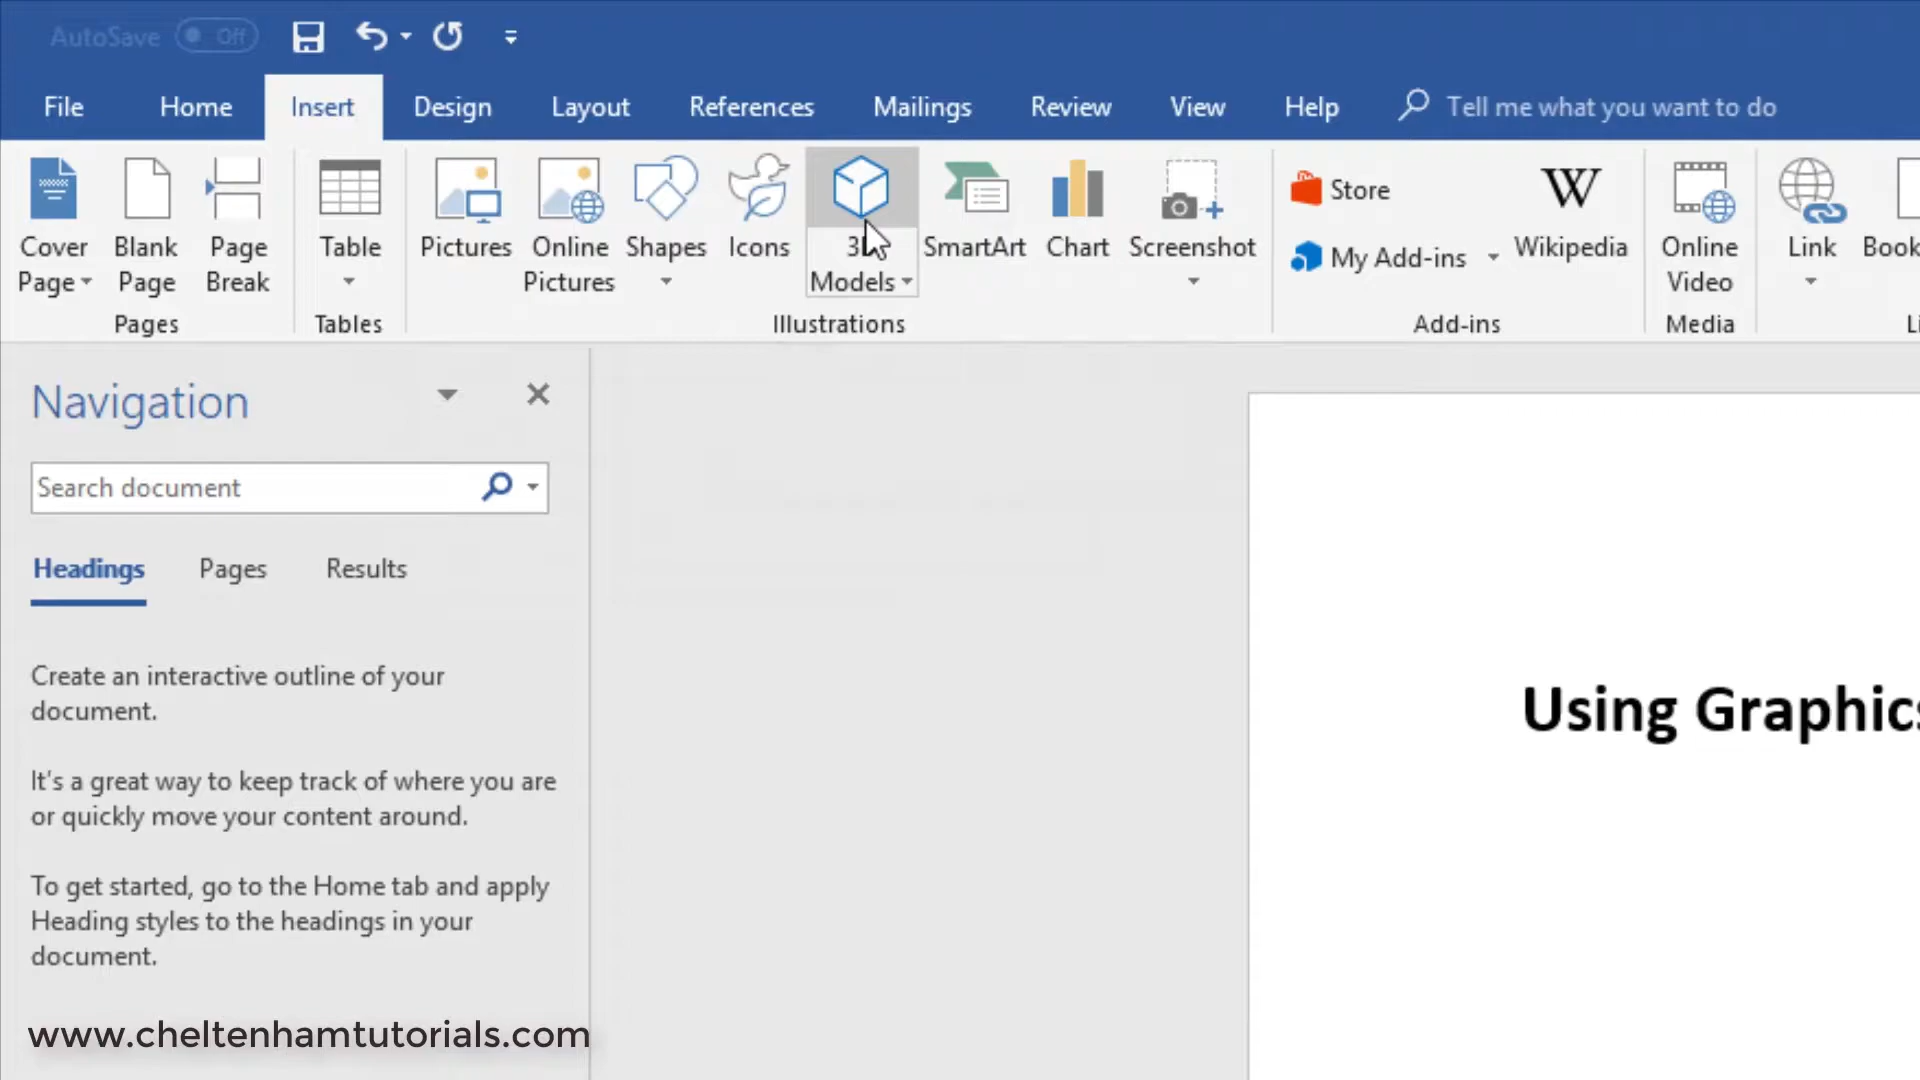 AutoSave Off
File Home Insert Design Layout References Mailings Review View Help Tell me what you want to do
Cover Page
Blank Page
Page Break
Pages
Table
Tables
Pictures
Online Pictures
Shapes
Icons
Models
SmartArt
Chart
Screenshot
Illustrations
Store
My Add-ins
W
Wikipedia
Add-ins
Online Video
Media
Link
Navigation
Search document
Headings Pages Results
Create an interactive outline of your
document.
It's a great way to keep track of where you are
or quickly move your content around.
To get started, go to the Home tab and apply
Heading styles to the headings in your
document.
Using Graphics
www.cheltenhamtutorials.com